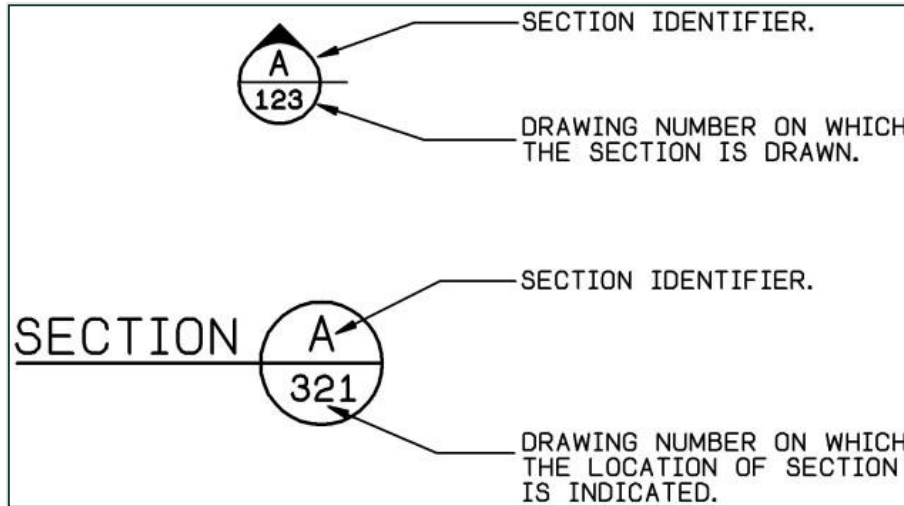 SECTION IDENTIFIER.
A
123
DRAWING NUMBER ON WHICH
THE SECTION IS DRAWN.
SECTION IDENTIFIER.
SECTION A
321
DRAWING NUMBER ON WHICH
THE LOCATION OF SECTION
IS INDICATED.